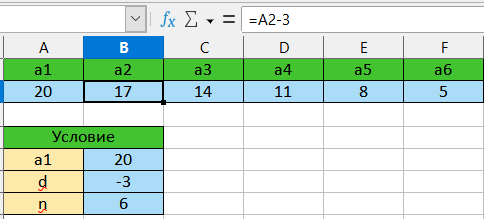 fx Σ = =A2-3
A B C D E F
a1 a2 a3 a4 a5 a6
20 17 14 11 8 5
Условие
a1 20
d -3
n 6